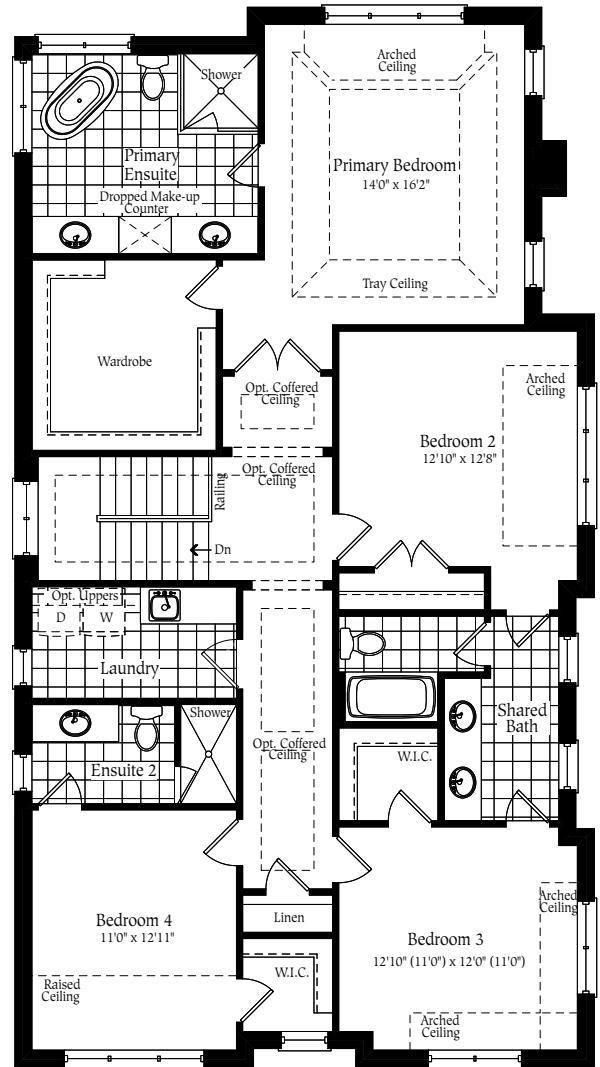 Arched
Ceiling
Shower
Primary
Ensuite
Primary Bedroom
14'0" x 16'2"
Dropped Make-up
Counter
Tray Ceiling
Wardrobe
Opt. Coffered
Ceiling
Arched
Ceiling
Bedroom 2
12'10" x 12'8"
Opt. Coffered
Ceiling
Railing
Dn
Opt. Uppers
D
W
Laundry
Shower
Shared
Bath
Opt. Coffered
Ceiling
W.I.C.
Ensuite 2
Arched
Ceiling
Linen
Bedroom 4
11'0" x 12'11"
Bedroom 3
12'10" (11'0") x 12'0" (11'0")
W.I.C.
Raised
Ceiling
Arched
Ceiling